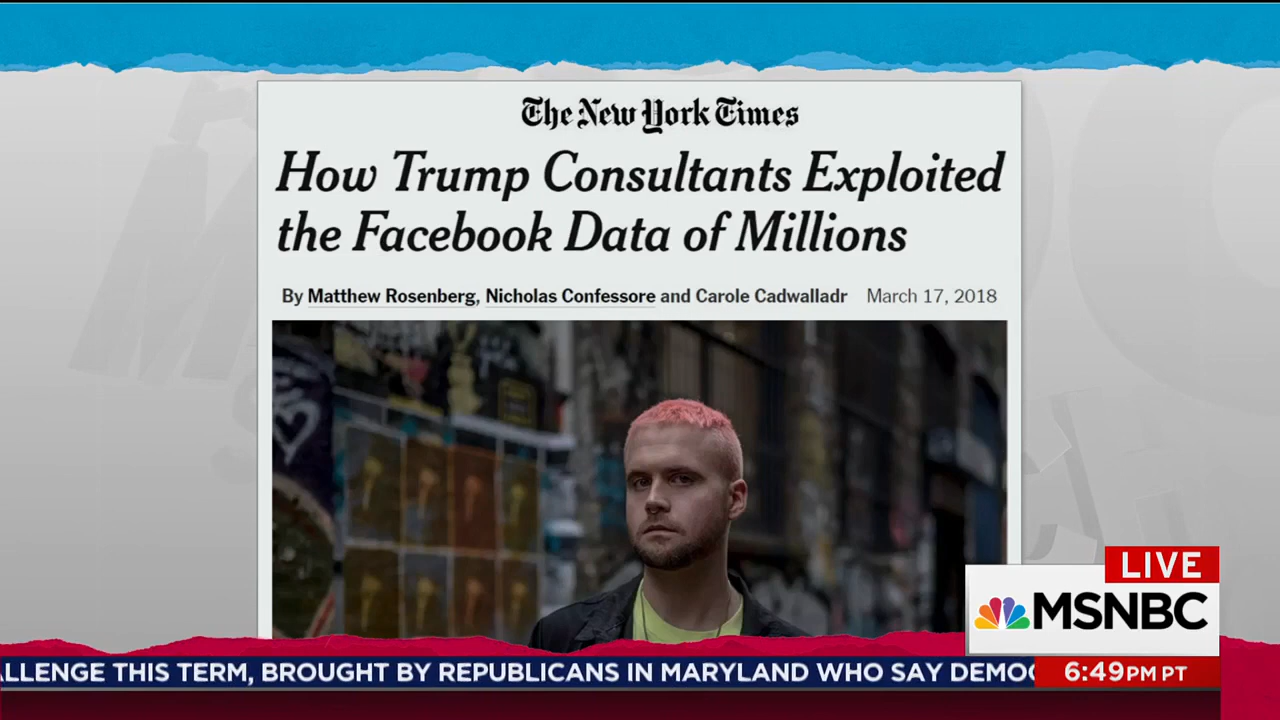 The New York Times
How Trump Consultants Exploited
the Facebook Data of Millions
By Matthew Rosenberg, Nicholas Confessore and Carole Cadwalladr March 17, 2018
LIVE
MSNBC
THIS TERM, BROUGHT BY REPUBLICANS IN MARYLAND WHO SAY
6:49PM PT